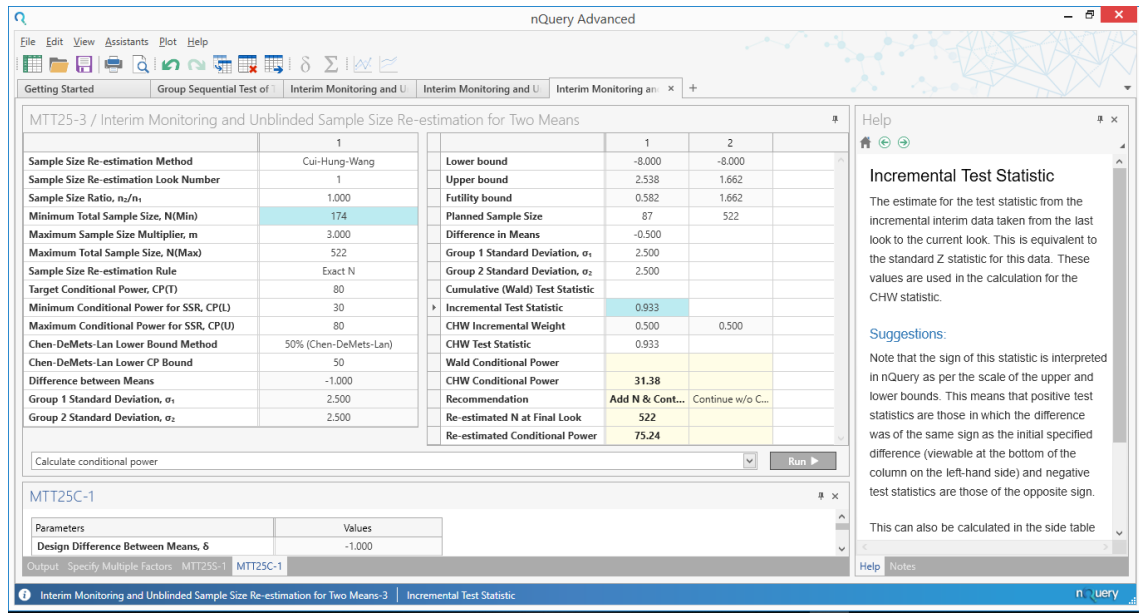 nQuery Advanced
File Edit View Assistants Plot Help
Getting Started Group Sequential Test of Interim Monitoring and U Interim Monitoring and U Interim Monitoring an × +
MTT25-3 / Interim Monitoring and Unblinded Sample Size Re-estimation for Two Means
1
Sample Size Re-estimation Method Cui-Hung-Wang
Sample Size Re-estimation Look Number 1
Sample Size Ratio, n₂/n₁ 1.000
Minimum Total Sample Size, N(Min) 174
Maximum Sample Size Multiplier, m 3.000
Maximum Total Sample Size, N(Max) 522
Sample Size Re-estimation Rule Exact N
Target Conditional Power, CP(T) 80
Minimum Conditional Power for SSR, CP(L) 30
Maximum Conditional Power for SSR, CP(U) 80
Chen-DeMets-Lan Lower Bound Method 50% (Chen-DeMets-Lan)
Chen-DeMets-Lan Lower CP Bound 50
Difference between Means -1.000
Group 1 Standard Deviation, σ₁ 2.500
Group 2 Standard Deviation, σ₂ 2.500
1 2
Lower bound -8.000 -8.000
Upper bound 2.538 1.662
Futility bound 0.582 1.662
Planned Sample Size 87 522
Difference in Means -0.500
Group 1 Standard Deviation, σ₁ 2.500
Group 2 Standard Deviation, σ₂ 2.500
Cumulative (Wald) Test Statistic
Incremental Test Statistic 0.933
CHW Incremental Weight 0.500 0.500
CHW Test Statistic 0.933
Wald Conditional Power
CHW Conditional Power 31.38
Recommendation Add N & Cont... Continue w/o C...
Re-estimated N at Final Look 522
Re-estimated Conditional Power 75.24
Calculate conditional power Run
MTT25C-1
Parameters Values
Design Difference Between Means, δ -1.000
Output Specify Multiple Factors MTT25S-1 MTT25C-1
Help
Incremental Test Statistic
The estimate for the test statistic from the
incremental interim data taken from the last
look to the current look. This is equivalent to
the standard Z statistic for this data. These
values are used in the calculation for the
CHW statistic.
Suggestions:
Note that the sign of this statistic is interpreted
in nQuery as per the scale of the upper and
lower bounds. This means that positive test
statistics are those in which the difference
was of the same sign as the initial specified
difference (viewable at the bottom of the
column on the left-hand side) and negative
test statistics are those of the opposite sign.
This can also be calculated in the side table
Help Notes
Interim Monitoring and Unblinded Sample Size Re-estimation for Two Means-3 Incremental Test Statistic
nQuery